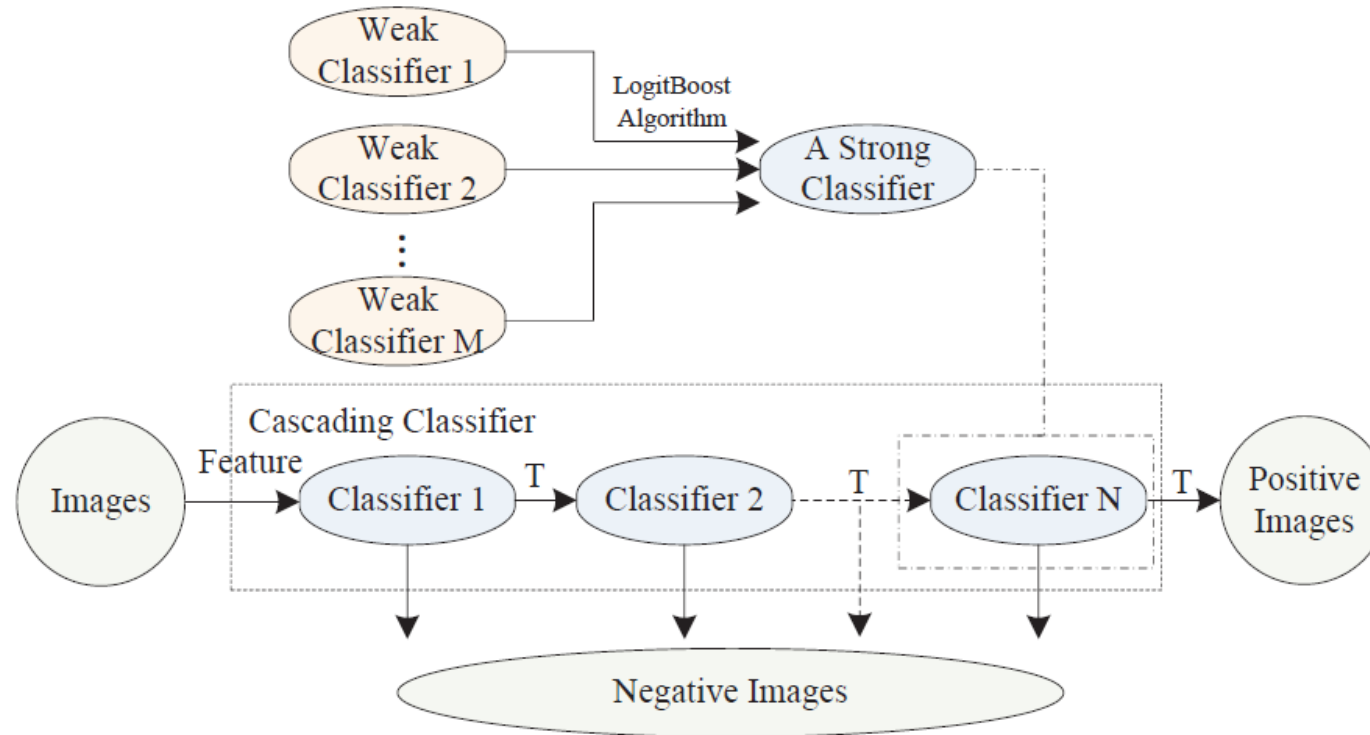 Weak
Classifier 1
LogitBoost
Algorithm
Weak
Classifier 2
A Strong
Classifier
⋮
Weak
Classifier M
Cascading Classifier
Feature
Images
Classifier 1
T
Classifier 2
T
Classifier N
T
Positive
Images
Negative Images